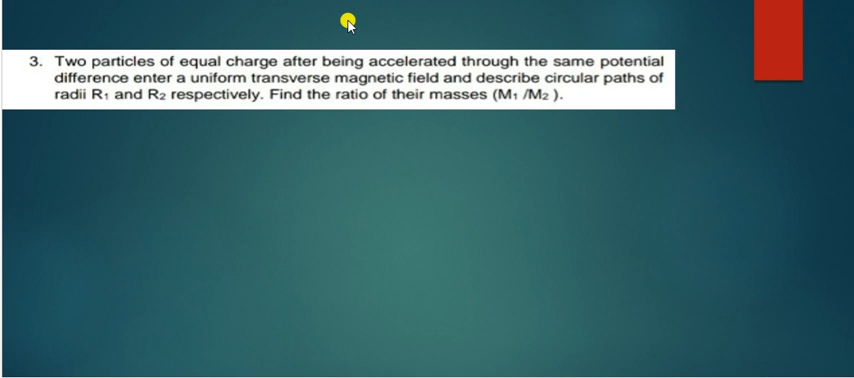 3. Two particles of equal charge after being accelerated through the same potential
difference enter a uniform transverse magnetic field and describe circular paths of
radii R₁ and R₂ respectively. Find the ratio of their masses (M₁ /M₂ ).